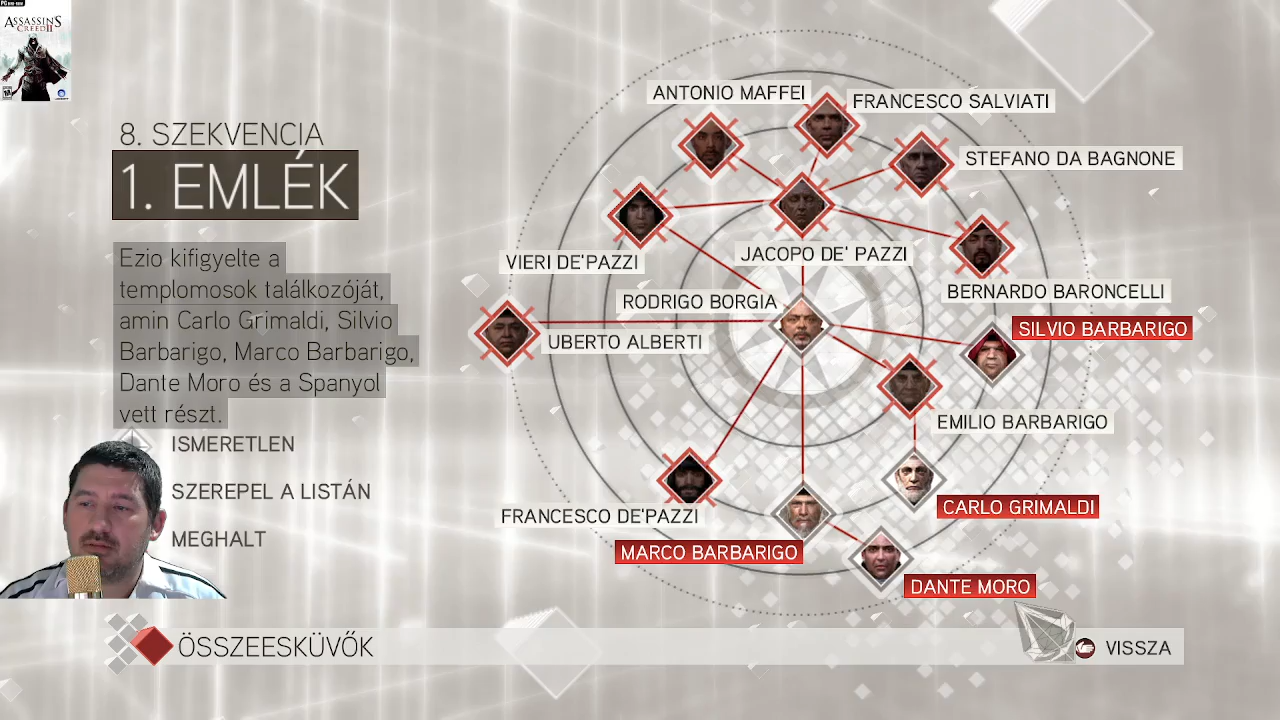 ASSASSIN'S
CREED II
8. SZEKVENCIA
1. EMLÉK
Ezio kifigyelte a
templomosok találkozóját,
amin Carlo Grimaldi, Silvio
Barbarigo, Marco Barbarigo,
Dante Moro és a Spanyol
vett részt.
ISMERETLEN
SZEREPEL A LISTÁN
MEGHALT
ANTONIO MAFFEI
FRANCESCO SALVIATI
STEFANO DA BAGNONE
VIERI DE'PAZZI
JACOPO DE' PAZZI
BERNARDO BARONCELLI
RODRIGO BORGIA
SILVIO BARBARIGO
UBERTO ALBERTI
EMILIO BARBARIGO
CARLO GRIMALDI
FRANCESCO DE'PAZZI
MARCO BARBARIGO
DANTE MORO
ÖSSZEESKÜVŐK
VISSZA